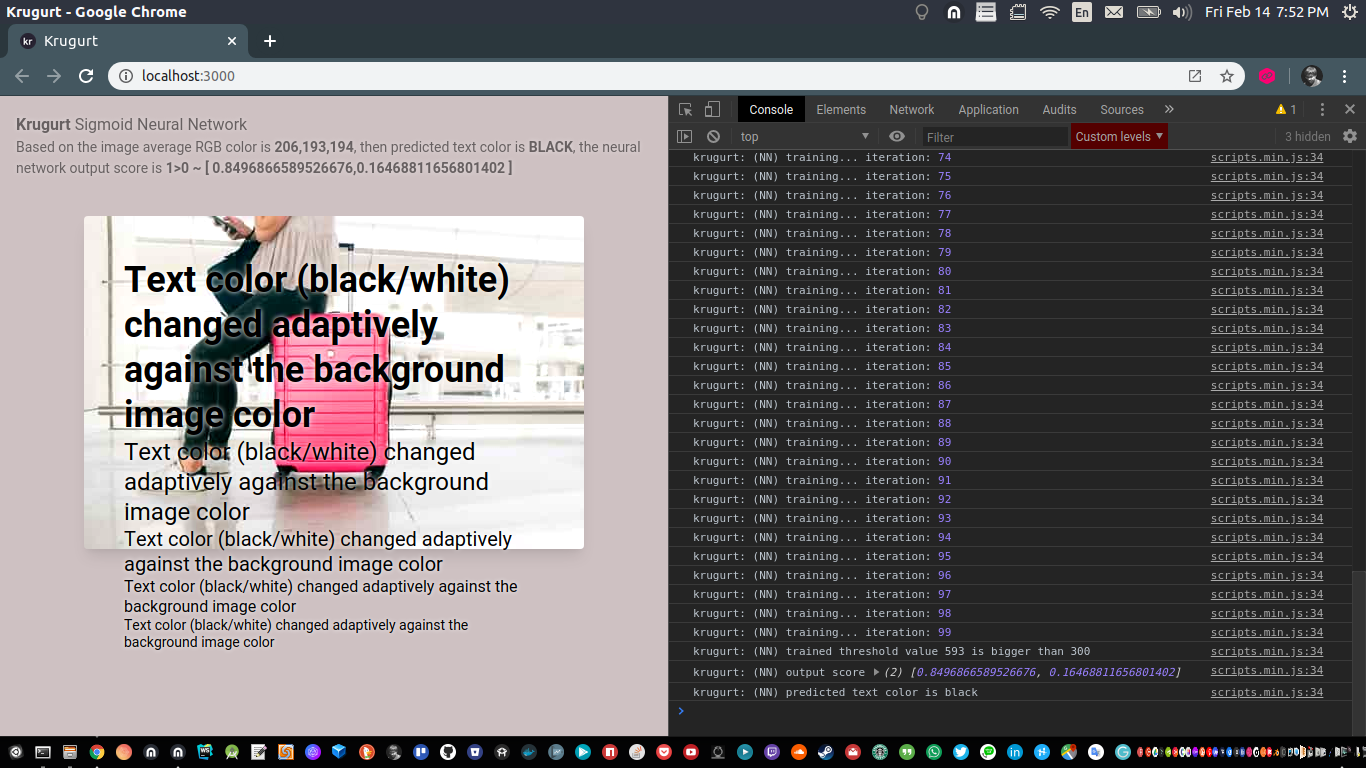 Krugurt - Google Chrome
En
Fri Feb 14 7:52 PM
kr Krugurt
localhost:3000
Krugurt Sigmoid Neural Network
Based on the image average RGB color is 206,193,194, then predicted text color is BLACK, the neural
network output score is 1>0 ~ [ 0.8496866589526676,0.16468811656801402 ]
Text color (black/white)
changed adaptively
against the background
image color
Text color (black/white) changed
adaptively against the background
image color
Text color (black/white) changed adaptively
against the background image color
Text color (black/white) changed adaptively against the
background image color
Text color (black/white) changed adaptively against the
background image color
Console Elements Network Application Audits Sources » 1
top Filter Custom levels 3 hidden
krugurt: (NN) training... iteration: 74 scripts.min.js:34
krugurt: (NN) training... iteration: 75 scripts.min.js:34
krugurt: (NN) training... iteration: 76 scripts.min.js:34
krugurt: (NN) training... iteration: 77 scripts.min.js:34
krugurt: (NN) training... iteration: 78 scripts.min.js:34
krugurt: (NN) training... iteration: 79 scripts.min.js:34
krugurt: (NN) training... iteration: 80 scripts.min.js:34
krugurt: (NN) training... iteration: 81 scripts.min.js:34
krugurt: (NN) training... iteration: 82 scripts.min.js:34
krugurt: (NN) training... iteration: 83 scripts.min.js:34
krugurt: (NN) training... iteration: 84 scripts.min.js:34
krugurt: (NN) training... iteration: 85 scripts.min.js:34
krugurt: (NN) training... iteration: 86 scripts.min.js:34
krugurt: (NN) training... iteration: 87 scripts.min.js:34
krugurt: (NN) training... iteration: 88 scripts.min.js:34
krugurt: (NN) training... iteration: 89 scripts.min.js:34
krugurt: (NN) training... iteration: 90 scripts.min.js:34
krugurt: (NN) training... iteration: 91 scripts.min.js:34
krugurt: (NN) training... iteration: 92 scripts.min.js:34
krugurt: (NN) training... iteration: 93 scripts.min.js:34
krugurt: (NN) training... iteration: 94 scripts.min.js:34
krugurt: (NN) training... iteration: 95 scripts.min.js:34
krugurt: (NN) training... iteration: 96 scripts.min.js:34
krugurt: (NN) training... iteration: 97 scripts.min.js:34
krugurt: (NN) training... iteration: 98 scripts.min.js:34
krugurt: (NN) training... iteration: 99 scripts.min.js:34
krugurt: (NN) trained threshold value 593 is bigger than 300 scripts.min.js:34
krugurt: (NN) output score (2) [0.8496866589526676, 0.16468811656801402] scripts.min.js:34
krugurt: (NN) predicted text color is black scripts.min.js:34